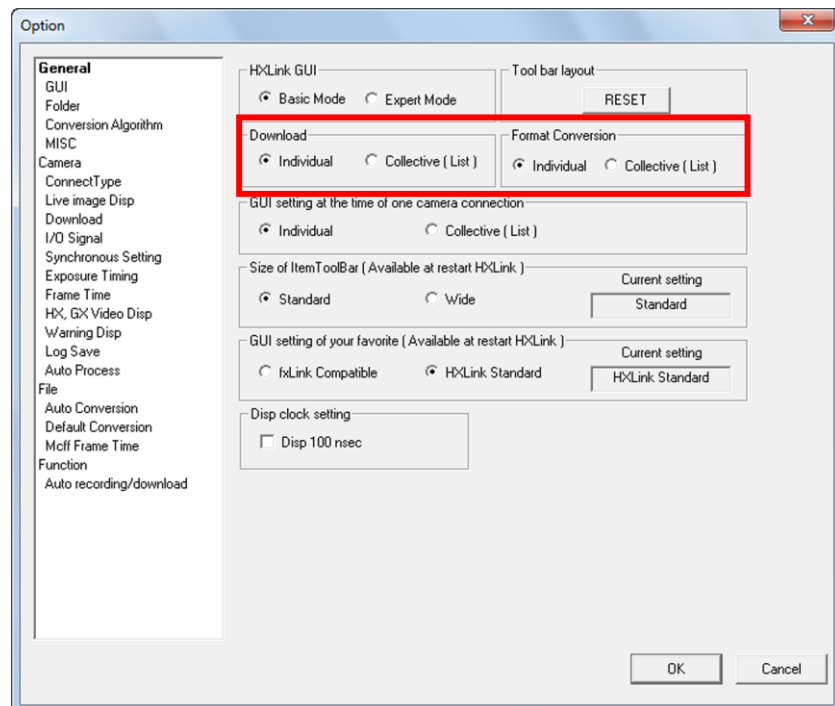 Option
General
GUI
Folder
Conversion Algorithm
MISC
Camera
ConnectType
Live image Disp
Download
I/O Signal
Synchronous Setting
Exposure Timing
Frame Time
HX, GX Video Disp
Warning Disp
Log Save
Auto Process
File
Auto Conversion
Default Conversion
Mcff Frame Time
Function
Auto recording/download
HXLink GUI
Basic Mode Expert Mode
Tool bar layout
RESET
Download
Individual Collective ( List )
Format Conversion
Individual Collective ( List )
GUI setting at the time of one camera connection
Individual Collective ( List )
Size of ItemToolBar ( Available at restart HXLink )
Standard Wide
Current setting
Standard
GUI setting of your favorite ( Available at restart HXLink )
fxLink Compatible HXLink Standard
Current setting
HXLink Standard
Disp clock setting
Disp 100 nsec
OK Cancel